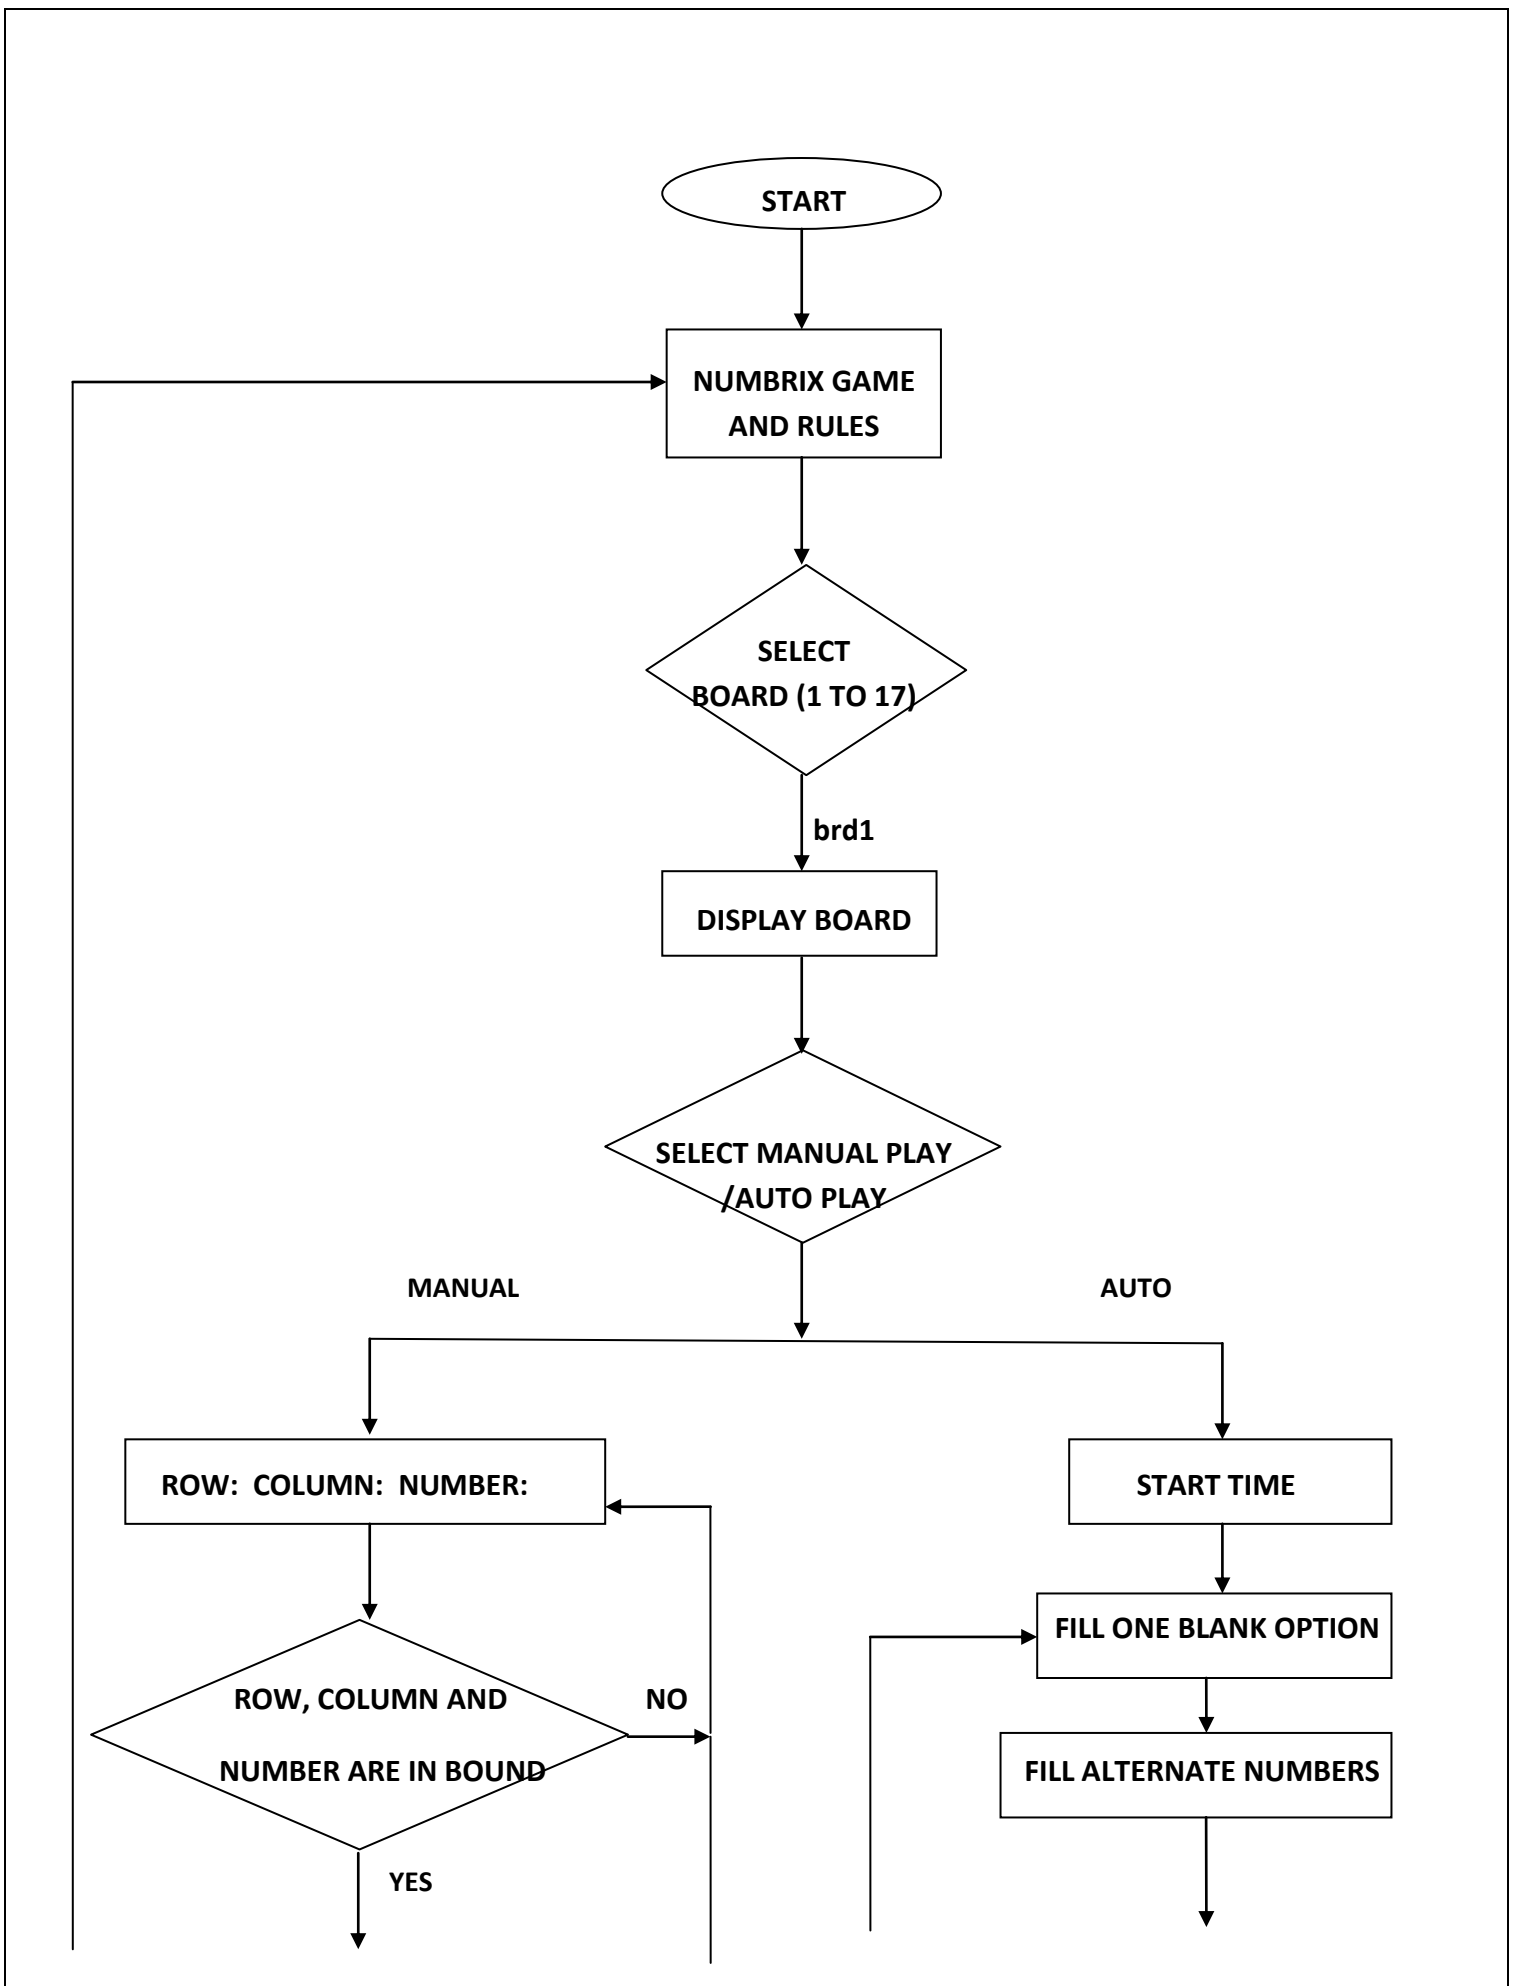 START
NUMBRIX GAME
AND RULES
SELECT
BOARD (1 TO 17)
brd1
DISPLAY BOARD
SELECT MANUAL PLAY
/AUTO PLAY
MANUAL
AUTO
ROW: COLUMN: NUMBER:
START TIME
FILL ONE BLANK OPTION
ROW, COLUMN AND
NO
NUMBER ARE IN BOUND
FILL ALTERNATE NUMBERS
YES